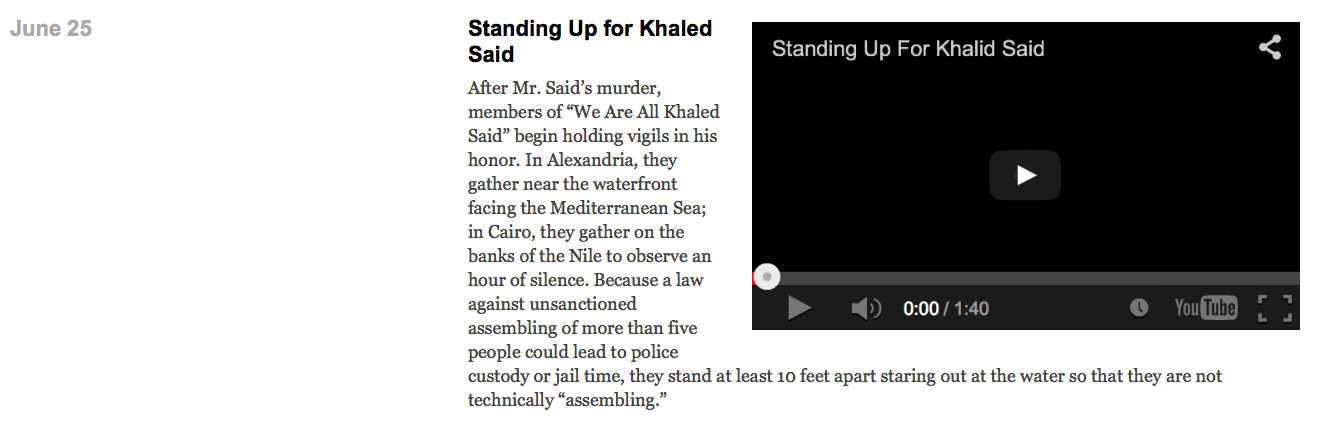 June 25
Standing Up for Khaled
Said
After Mr. Said’s murder,
members of “We Are All Khaled
Said” begin holding vigils in his
honor. In Alexandria, they
gather near the waterfront
facing the Mediterranean Sea;
in Cairo, they gather on the
banks of the Nile to observe an
hour of silence. Because a law
against unsanctioned
assembling of more than five
people could lead to police
custody or jail time, they stand at least 10 feet apart staring out at the water so that they are not
technically “assembling.”
Standing Up For Khalid Said
0:00 / 1:40
YouTube